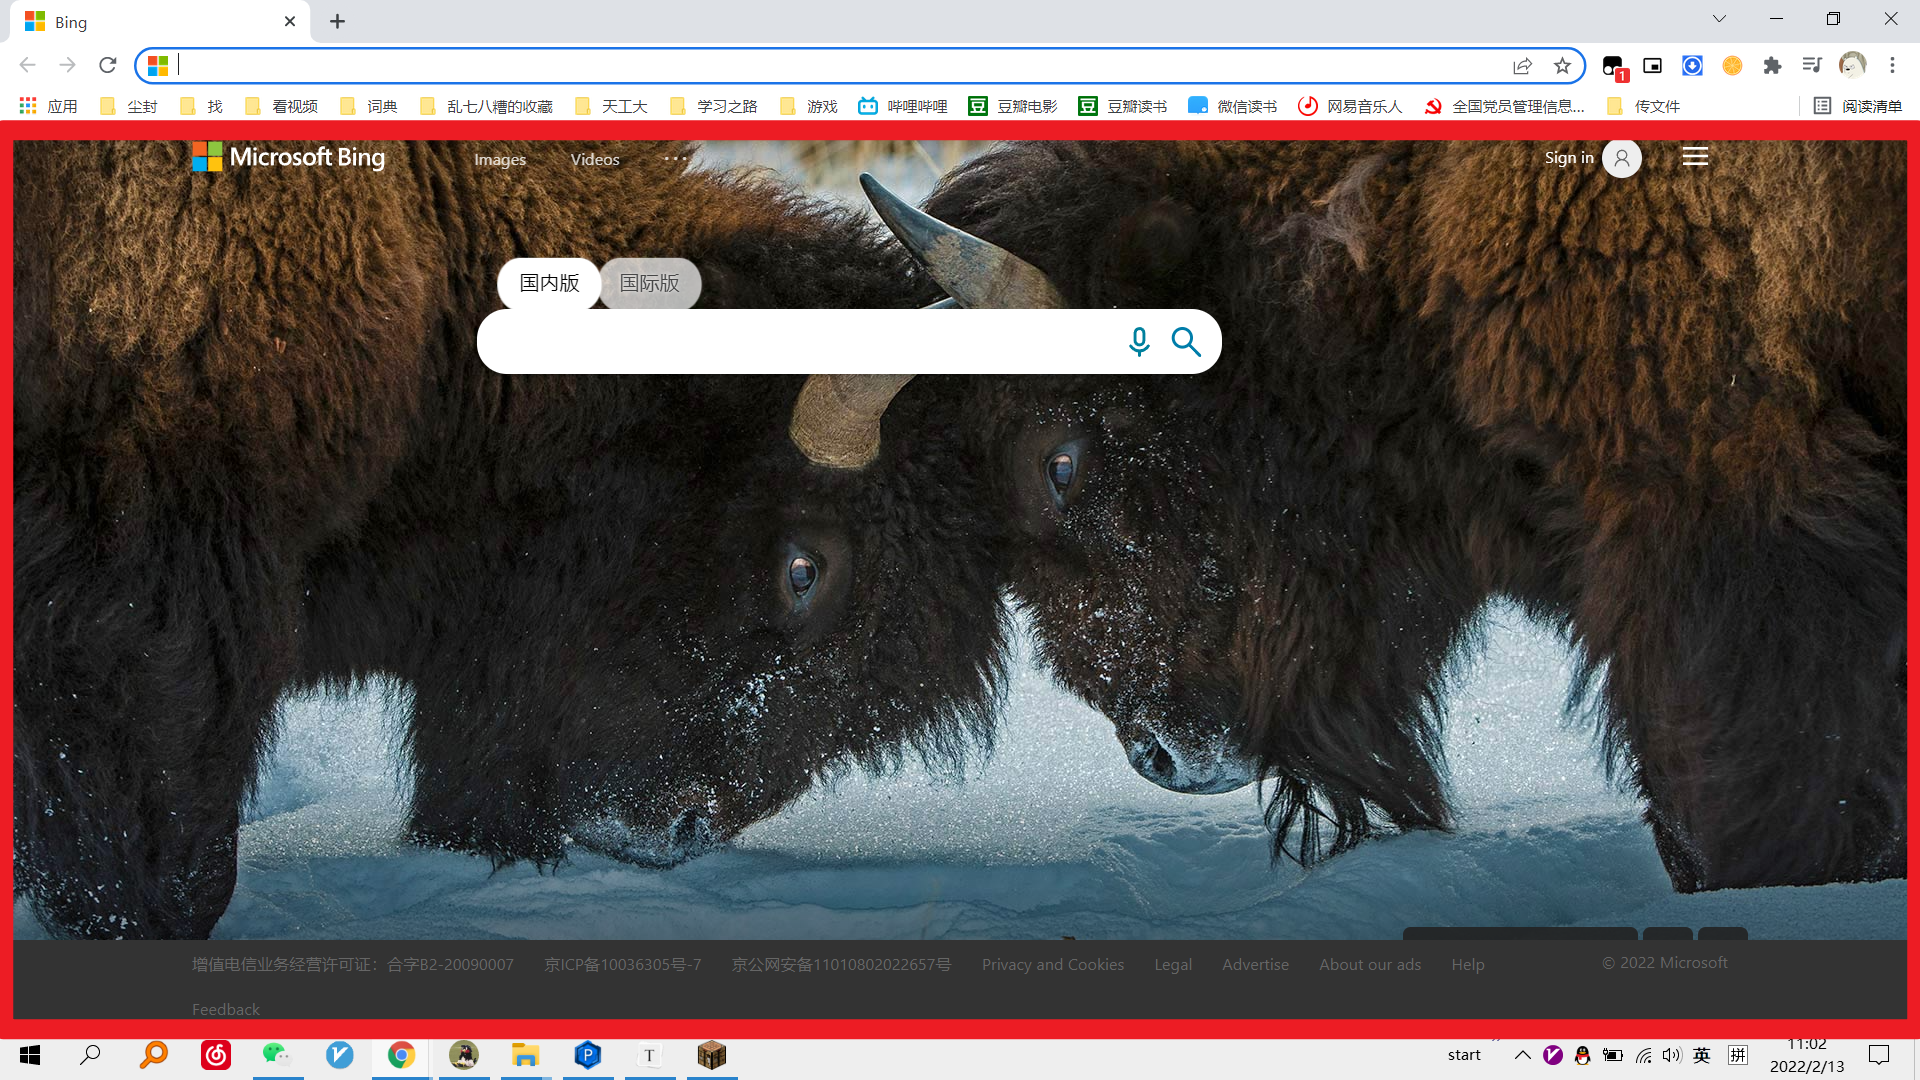 Bing
1
应用 尘封 找 看视频 词典 乱七八糟的收藏 天工大 学习之路 游戏 哔哩哔哩 豆 豆瓣电影 豆 豆瓣读书 微信读书 网易音乐人 全国党员管理信息... 传文件 阅读清单
Microsoft Bing Images Videos ··· Sign in
国内版 国际版
增值电信业务经营许可证：合字B2-20090007 京ICP备10036305号-7 京公网安备11010802022657号 Privacy and Cookies Legal Advertise About our ads Help © 2022 Microsoft
Feedback
P T start 英 拼 11:02
2022/2/13